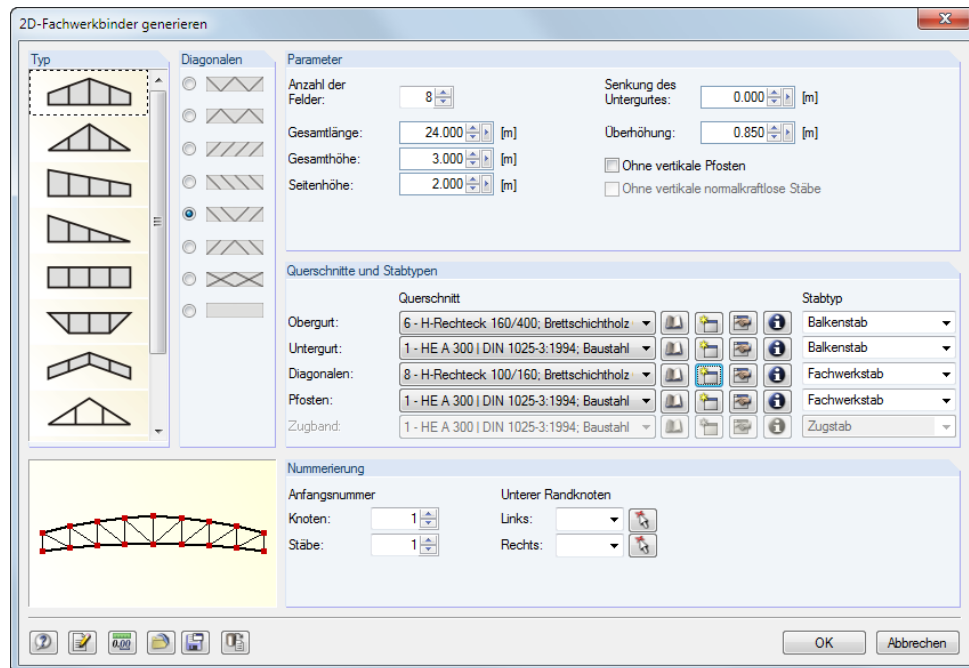 2D-Fachwerkbinder generieren
Typ
Diagonalen
Parameter
Anzahl der Felder: 8
Senkung des Untergurtes: 0.000 [m]
Gesamtlänge: 24.000 [m]
Überhöhung: 0.850 [m]
Gesamthöhe: 3.000 [m]
Ohne vertikale Pfosten
Seitenhöhe: 2.000 [m]
Ohne vertikale normalkraftlose Stäbe
Querschnitte und Stabtypen
Querschnitt Stabtyp
Obergurt: 6 - H-Rechteck 160/400; Brettschichtholz Balkenstab
Untergurt: 1 - HE A 300 | DIN 1025-3:1994; Baustahl Balkenstab
Diagonalen: 8 - H-Rechteck 100/160; Brettschichtholz Fachwerkstab
Pfosten: 1 - HE A 300 | DIN 1025-3:1994; Baustahl Fachwerkstab
Zugband: 1 - HE A 300 | DIN 1025-3:1994; Baustahl Zugstab
Nummerierung
Anfangsnummer Unterer Randknoten
Knoten: 1 Links:
Stäbe: 1 Rechts:
0.00
OK Abbrechen